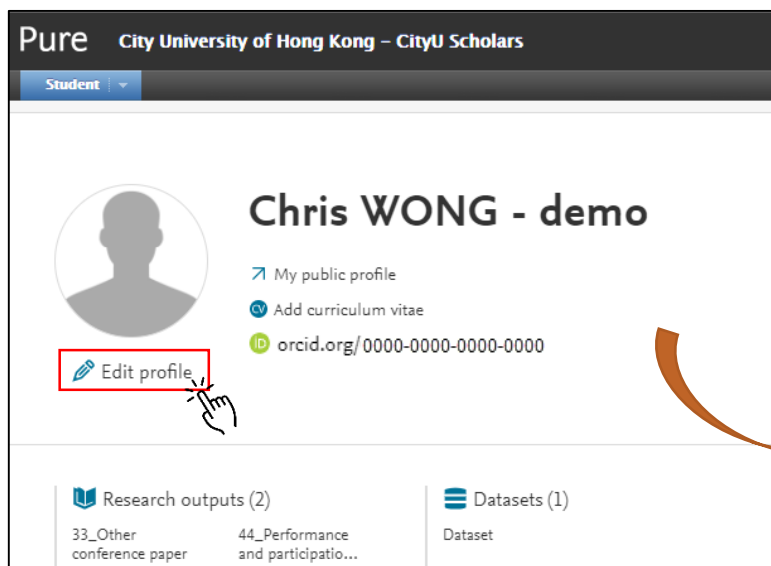 Pure City University of Hong Kong – CityU Scholars
Student
Chris WONG - demo
My public profile
CV Add curriculum vitae
iD orcid.org/0000-0000-0000-0000
Edit profile
Research outputs (2)
Datasets (1)
33_Other
conference paper
44_Performance
and participatio...
Dataset